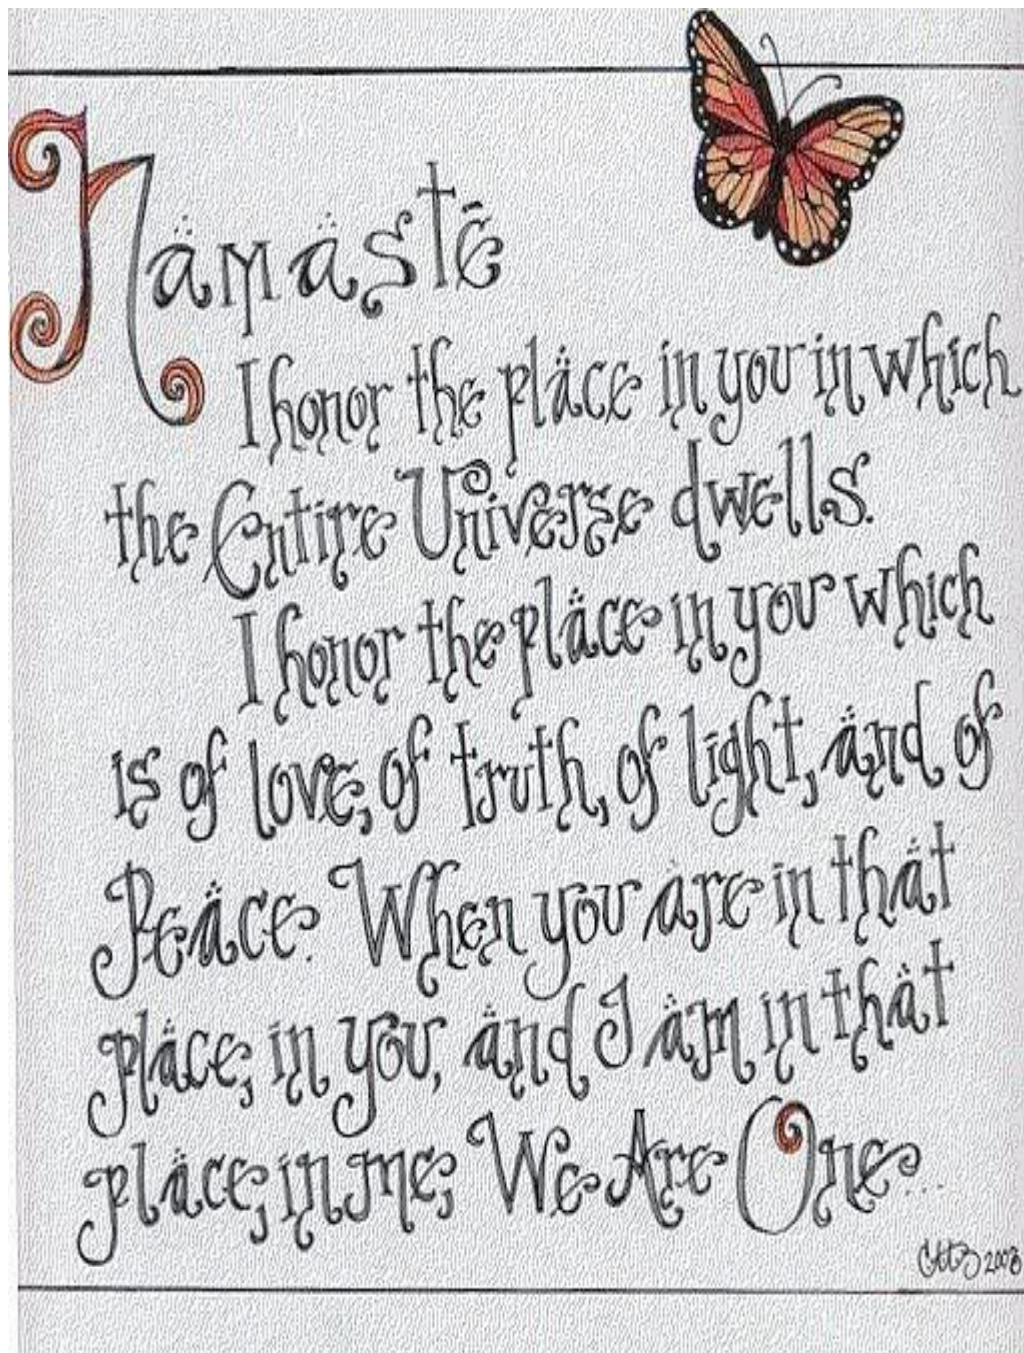 Namastē
I honor the place in you in which
the Entire Universe dwells.
I honor the place in you which
is of love, of truth, of light, and of
Peace. When you are in that
place, in you, and I am in that
place, in me, We Are One...
2008